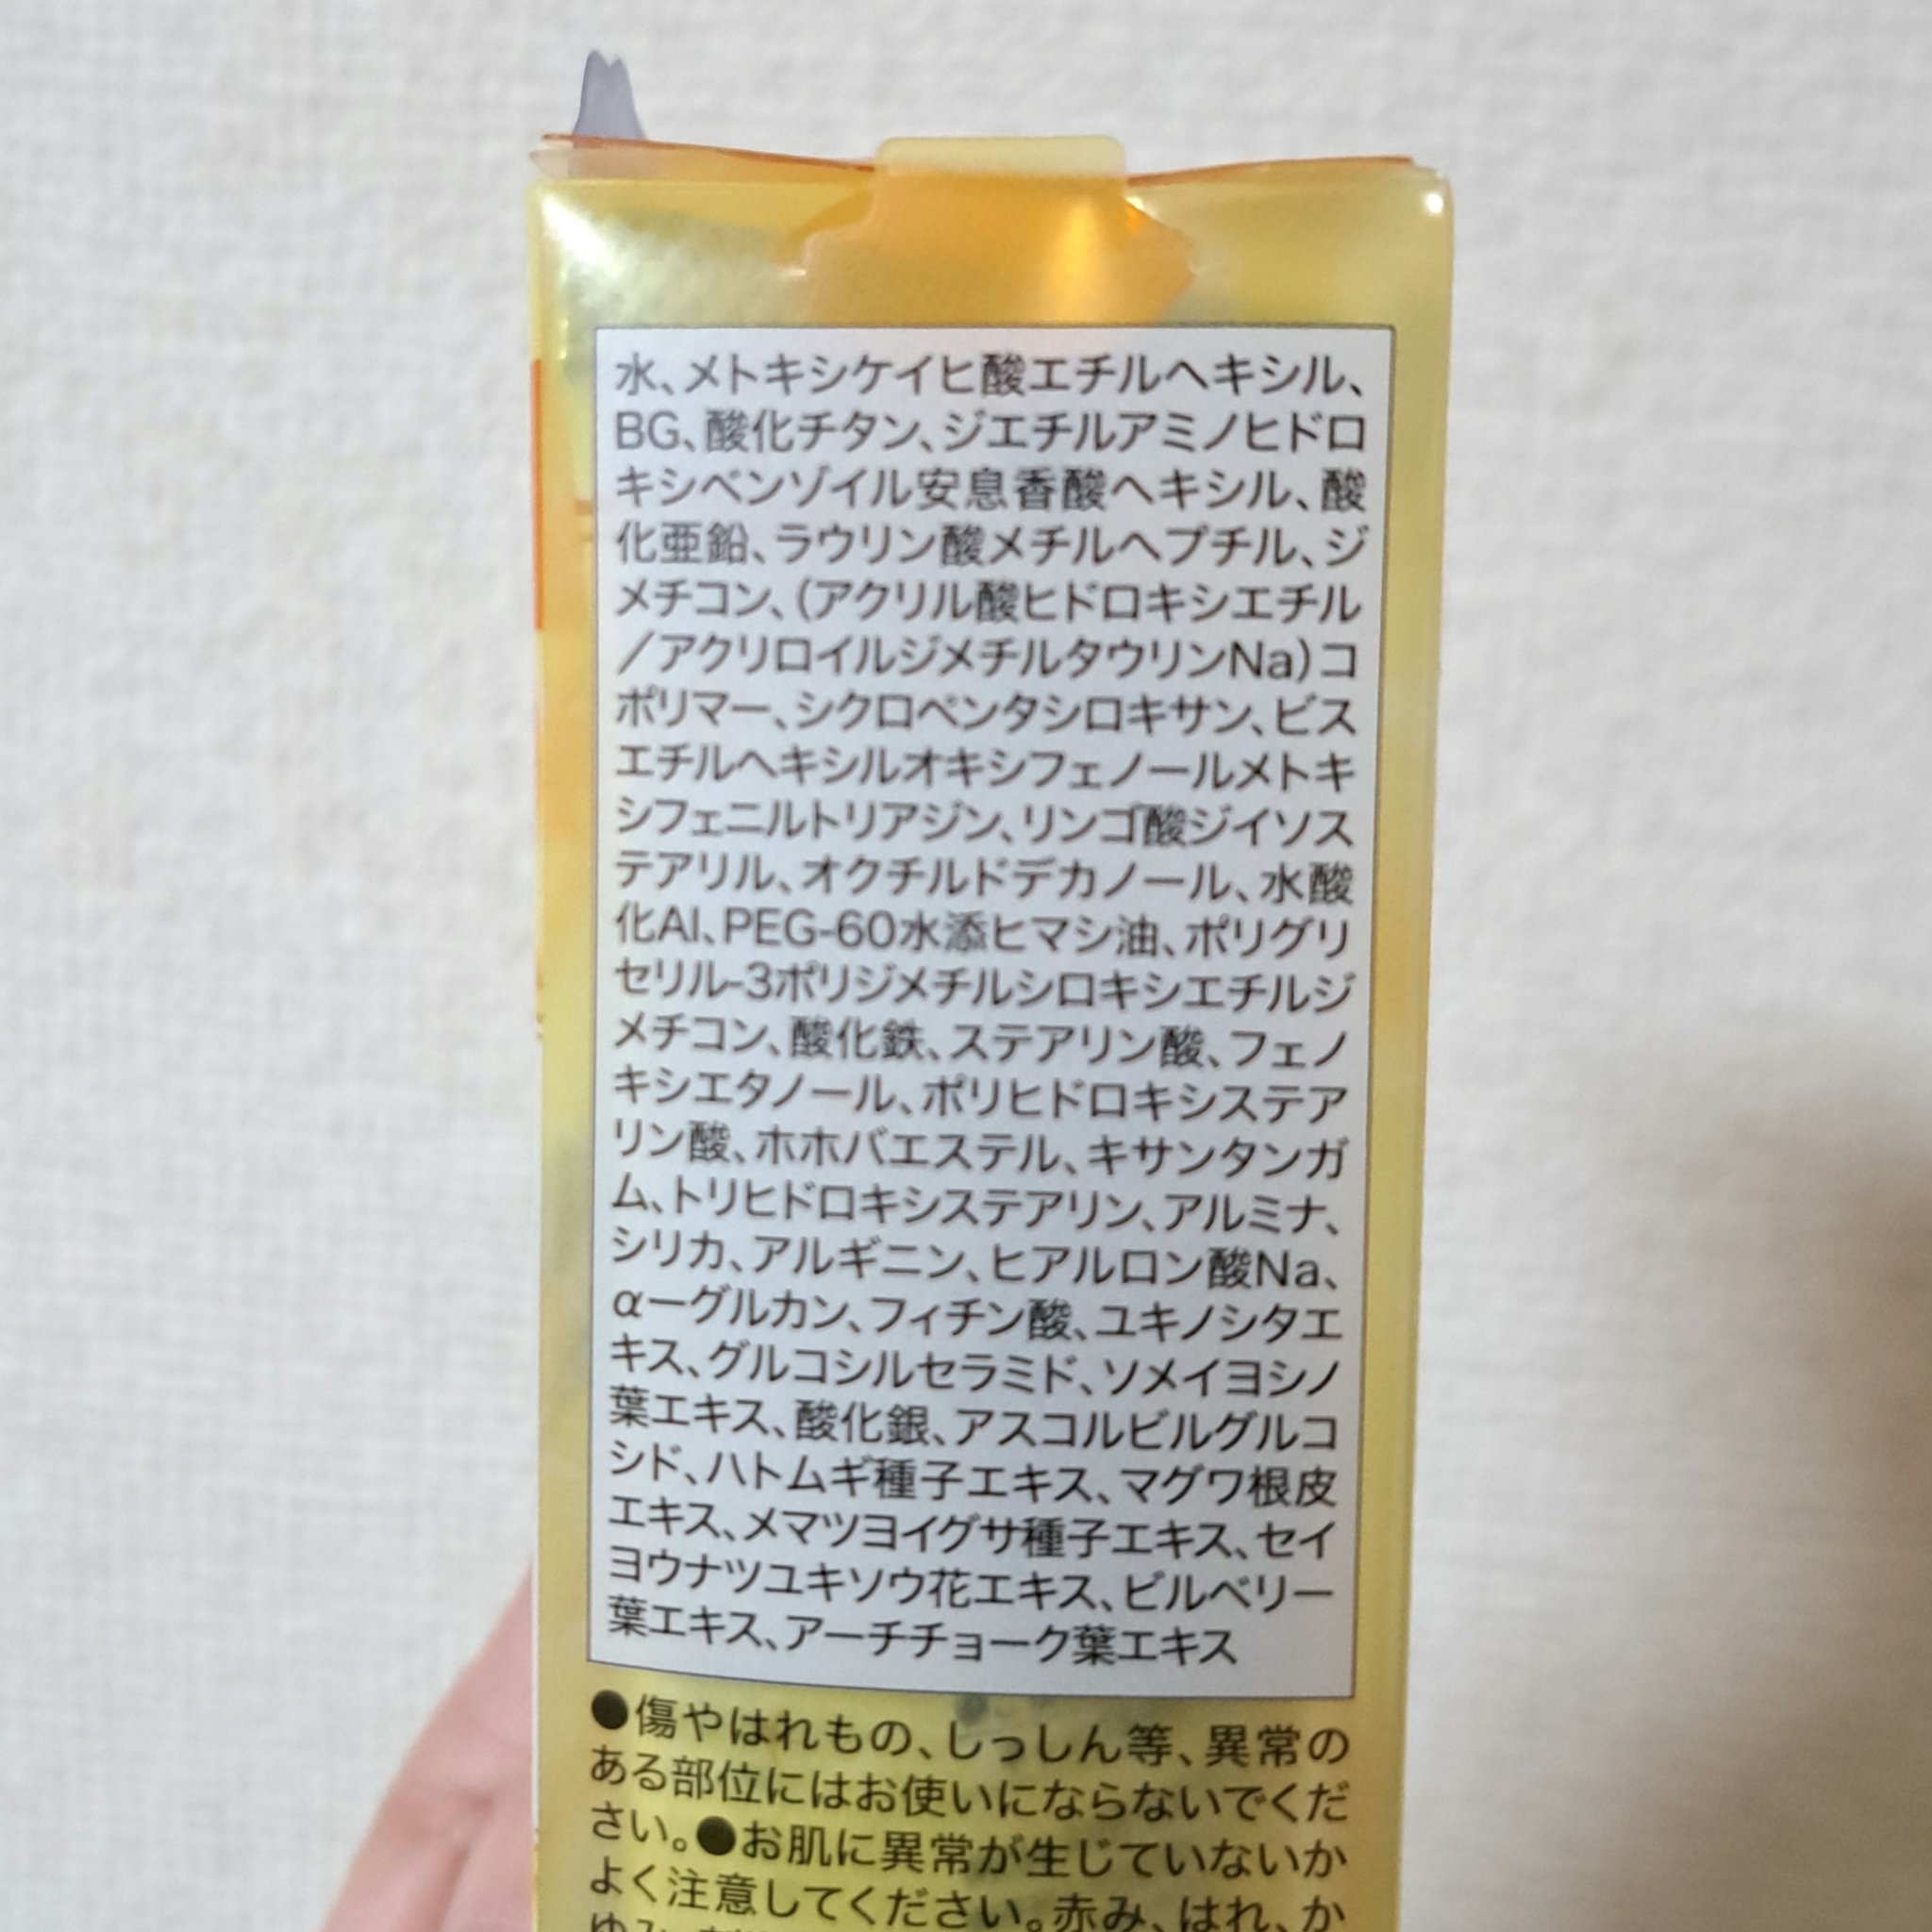 水、メトキシケイヒ酸エチルヘキシル、
BG、酸化チタン、ジエチルアミノヒドロ
キシベンゾイル安息香酸ヘキシル、酸
化亜鉛、ラウリン酸メチルヘプチル、ジ
メチコン、(アクリル酸ヒドロキシエチル
/アクリロイルジメチルタウリンNa)コ
ポリマー、シクロペンタシロキサン、ビス
エチルヘキシルオキシフェノールメトキ
シフェニルトリアジン、リンゴ酸ジイソス
テアリル、オクチルドデカノール、水酸
化Al、PEG-60水添ヒマシ油、ポリグリ
セリル-3ポリジメチルシロキシエチルジ
メチコン、酸化鉄、ステアリン酸、フェノ
キシエタノール、ポリヒドロキシステア
リン酸、ホホバエステル、キサンタンガ
ム、トリヒドロキシステアリン、アルミナ、
シリカ、アルギニン、ヒアルロン酸Na、
αーグルカン、フィチン酸、ユキノシタエ
キス、グルコシルセラミド、ソメイヨシノ
葉エキス、酸化銀、アスコルビルグルコ
シド、ハトムギ種子エキス、マグワ根皮
エキス、メマツヨイグサ種子エキス、セイ
ヨウナツユキソウ花エキス、ビルベリー
葉エキス、アーチチョーク葉エキス
●傷やはれもの、しっしん等、異常の
ある部位にはお使いにならないでくだ
さい。●お肌に異常が生じていないか
よく注意してください。赤み、はれ、か